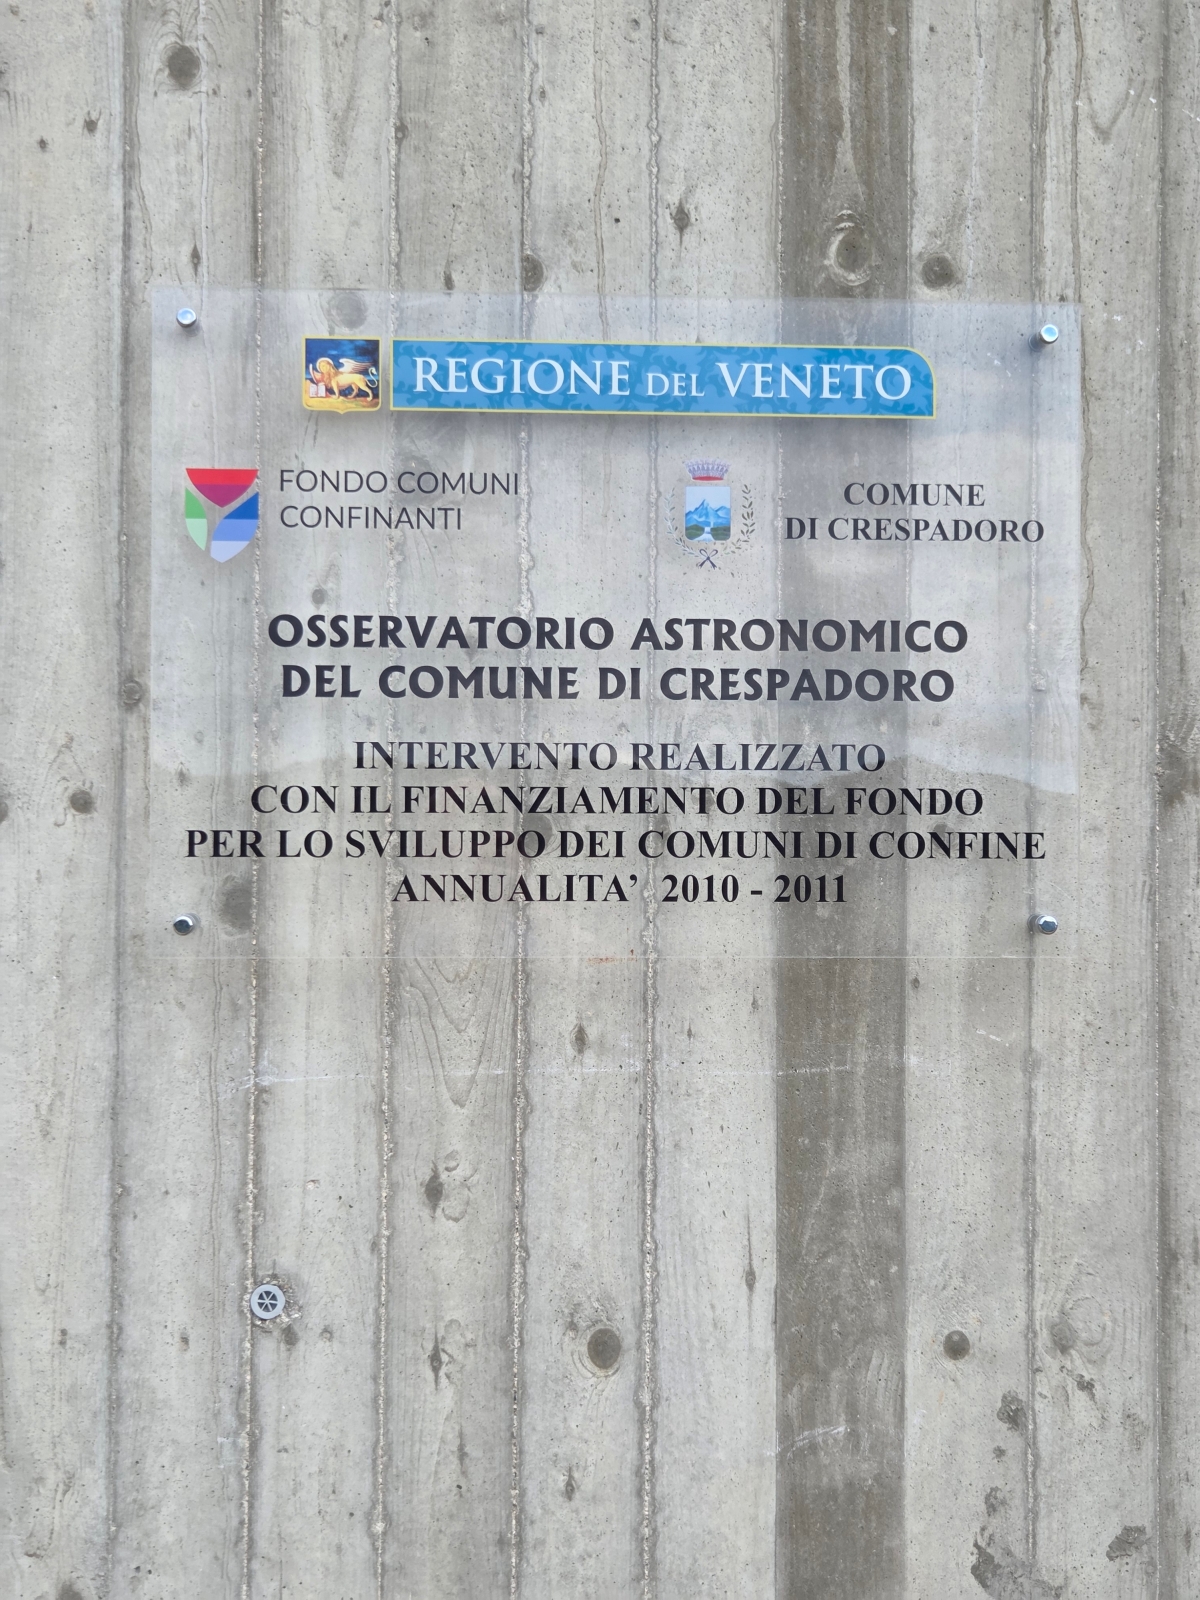 REGIONE DEL VENETO
FONDO COMUNI
CONFINANTI
COMUNE
DI CRESPADORO
OSSERVATORIO ASTRONOMICO
DEL COMUNE DI CRESPADORO
INTERVENTO REALIZZATO
CON IL FINANZIAMENTO DEL FONDO
PER LO SVILUPPO DEI COMUNI DI CONFINE
ANNUALITA’ 2010 - 2011